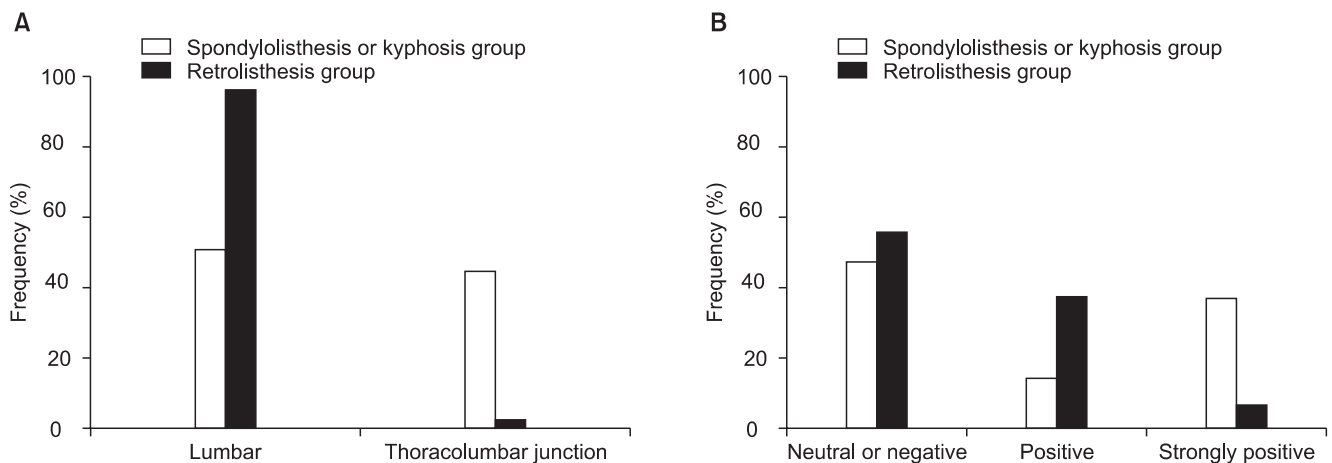 A
Spondylolisthesis or kyphosis group
Retrolisthesis group
100
80
60
40
20
0
Frequency (%)
Lumbar
Thoracolumbar junction
B
Spondylolisthesis or kyphosis group
Retrolisthesis group
100
80
60
40
20
0
Frequency (%)
Neutral or negative
Positive
Strongly positive